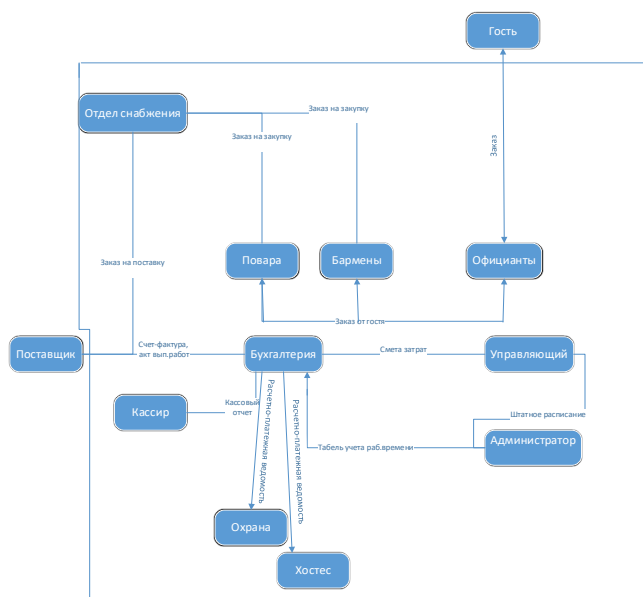 Гость
Отдел снабжения
Заказ на закупку
Заказ на закупку
Заказ
Заказ на поставку
Повара
Бармены
Официанты
Заказ от гостя
Поставщик
Счет-фактура,
акт вып.работ
Бухгалтерия
Смета затрат
Управляющий
Кассир
Кассовый
отчет
Расчетно-платежная ведомость
Расчетно-платежная ведомость
Штатное расписание
Табель учета раб.времени
Администратор
Охрана
Хостес